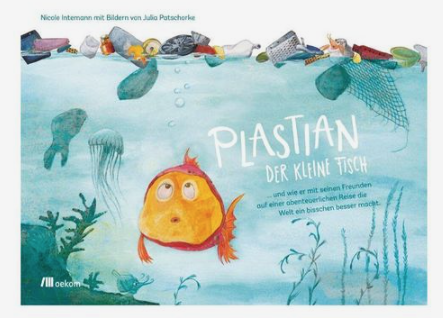 Nicole Intemann mit Bildern von Julia Patschorke
PLASTIAN
DER KLEINE FISCH
... und wie er mit seinen Freunden
auf einer abenteuerlichen Reise die
Welt ein bisschen besser macht.
oekom